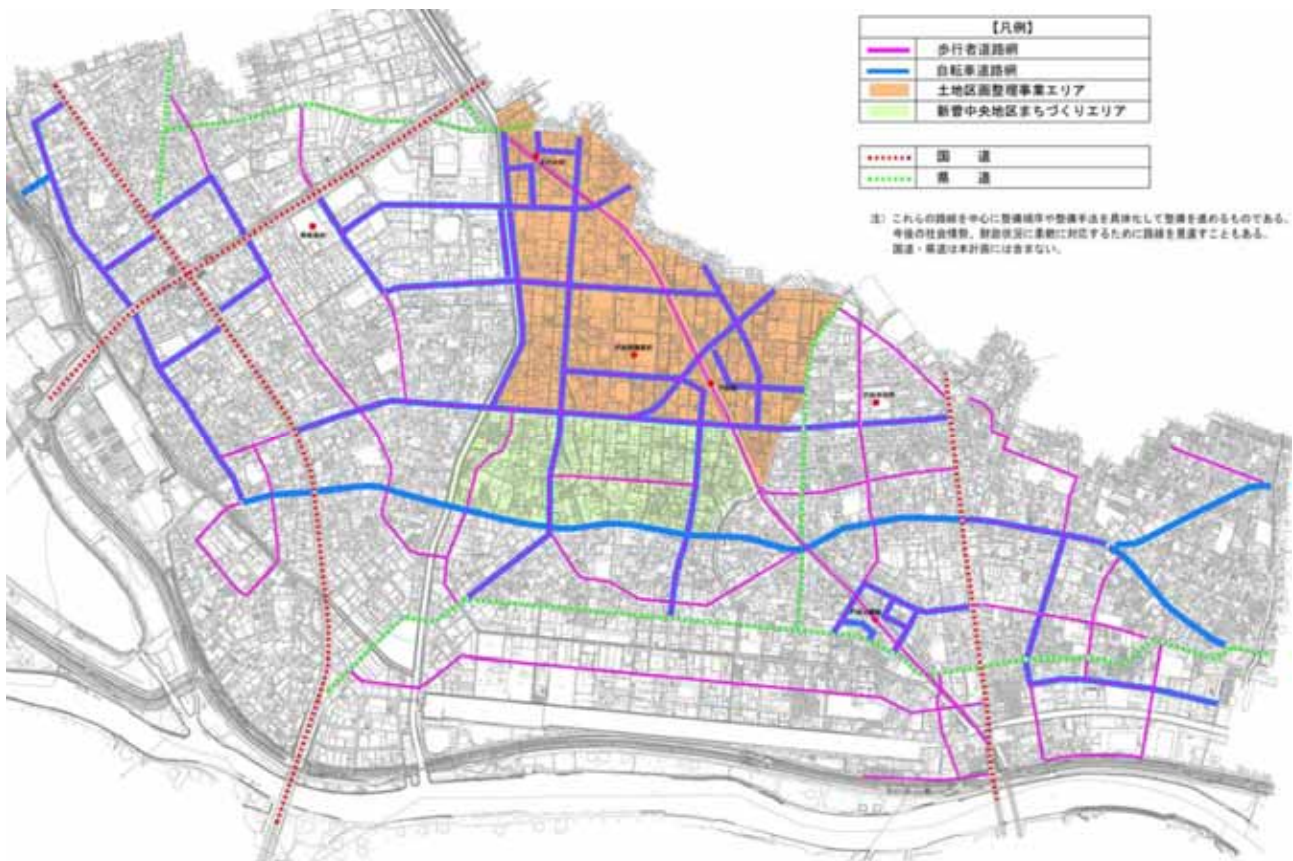 【凡例】
歩行者道路網
自転車道路網
土地区画整理事業エリア
新曽中央地区まちづくりエリア
国　道
県　道
注）これらの路線を中心に整備順序や整備手法を具体化して整備を進めるものである。
今後の社会情勢、財政状況に柔軟に対応するために路線を見直すこともある。
国道・県道は本計画には含まない。